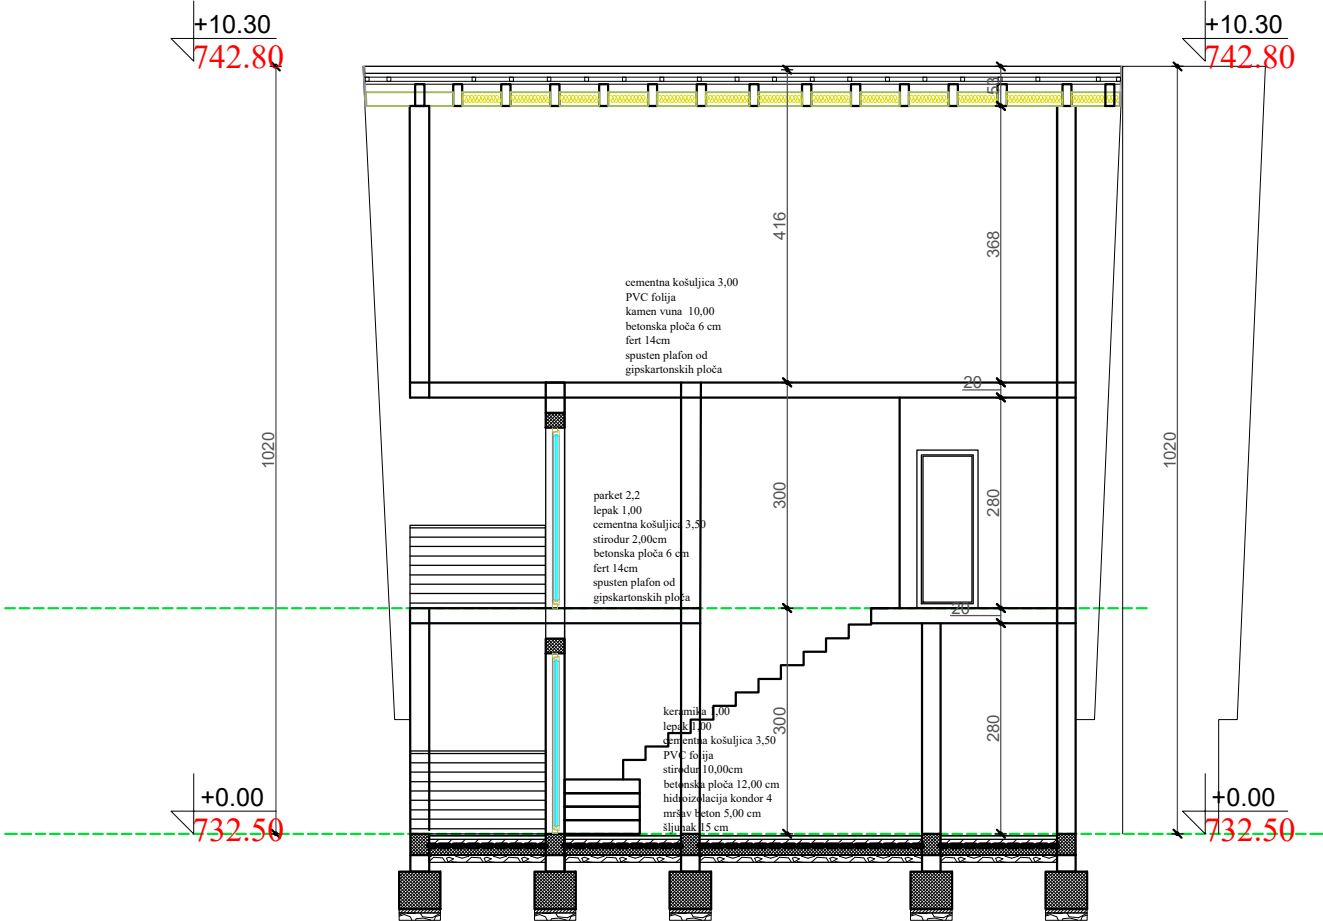 +10.30
742.80
+10.30
742.80
53
416
368
cementna košuljica 3,00
PVC folija
kamen vuna 10,00
betonska ploča 6 cm
fert 14cm
spusten plafon od
gipskartonskih ploča
20
1020
1020
300
280
parket 2,2
lepak 1,00
cementna košuljica 3,50
stirodur 2,00cm
betonska ploča 6 cm
fert 14cm
spusten plafon od
gipskartonskih ploča
20
300
280
keramika 1,00
lepak 1,00
cementna košuljica 3,50
PVC folija
stirodur 10,00cm
betonska ploča 12,00 cm
hidroizolacija kondor 4
mršav beton 5,00 cm
šljunak 15 cm
+0.00
732.50
+0.00
732.50